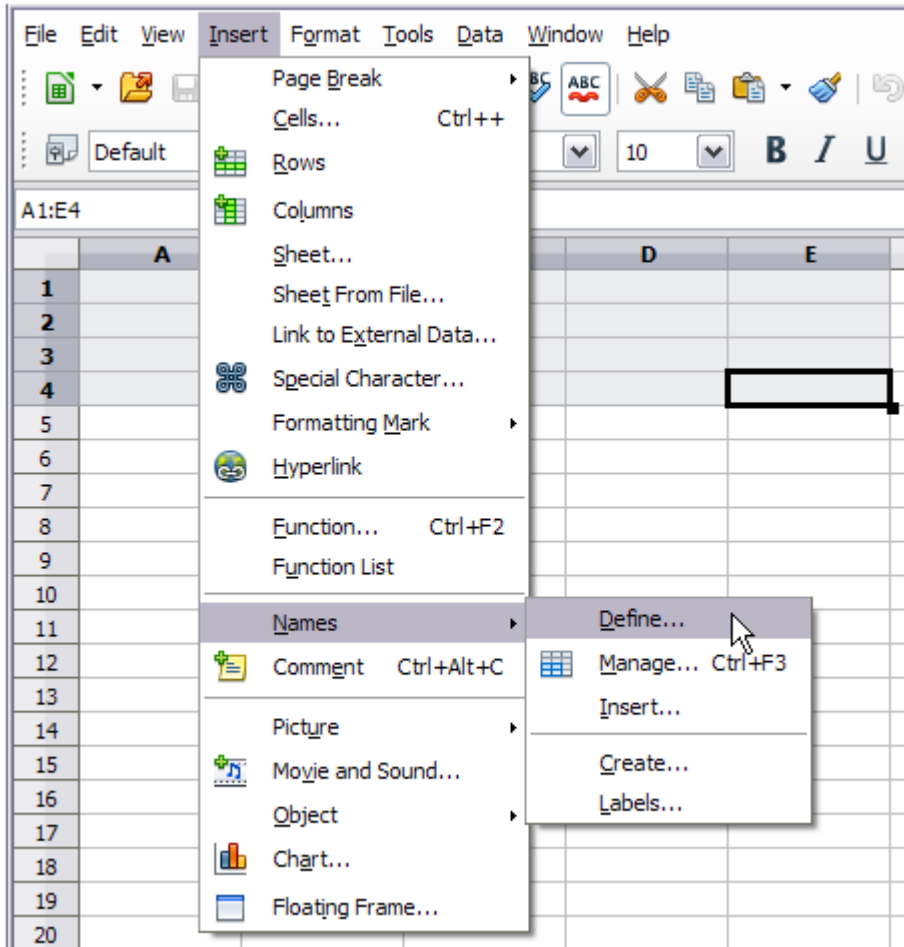 File Edit View Insert Format Tools Data Window Help
Page Break
Cells... Ctrl++
ABC
Default
Rows
10
B I U
A1:E4
Columns
A D E
Sheet...
1
Sheet From File...
2
Link to External Data...
3
Special Character...
4
Formatting Mark
5
6
Hyperlink
7
Function... Ctrl+F2
8
Function List
9
10
Names
Define...
11
Comment Ctrl+Alt+C
Manage... Ctrl+F3
12
13
Insert...
Picture
14
Movie and Sound...
Create...
15
16
Object
Labels...
17
Chart...
18
19
Floating Frame...
20